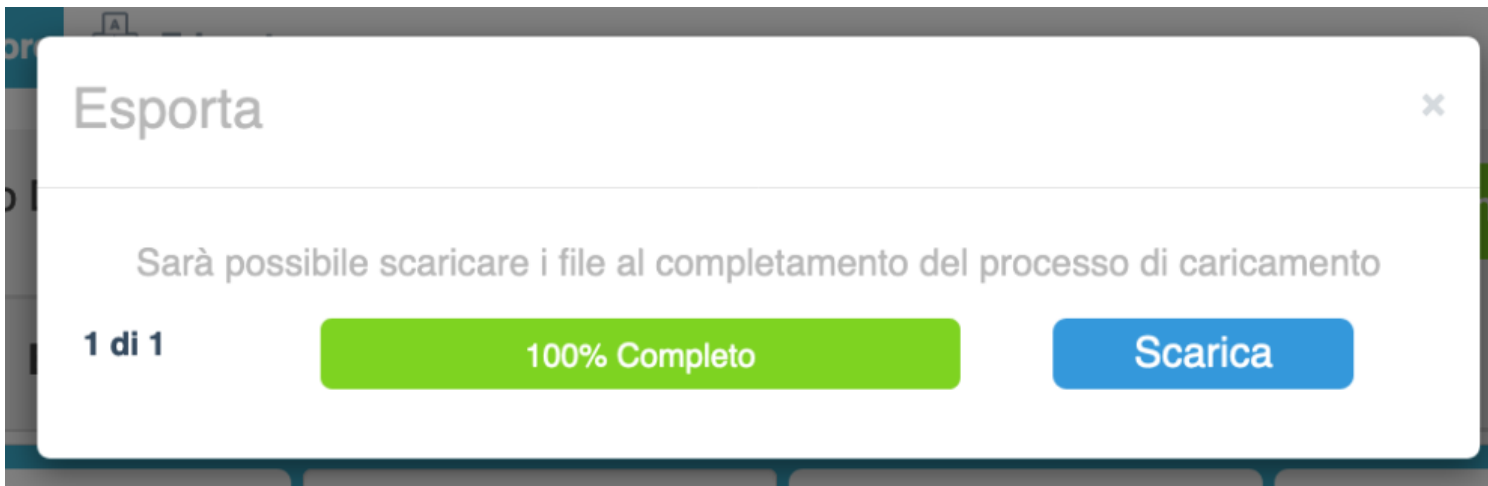 Esporta
×
Sarà possibile scaricare i file al completamento del processo di caricamento
1 di 1
100% Completo
Scarica